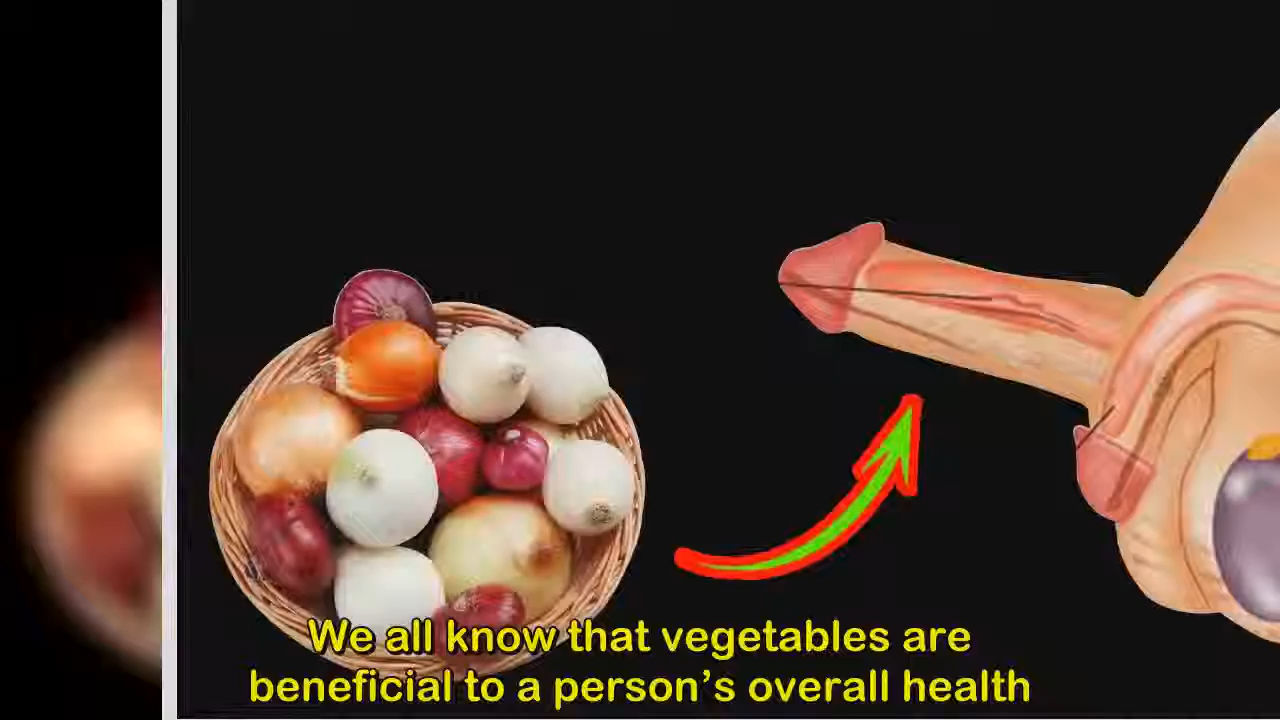 We all know that vegetables are
beneficial to a person’s overall health